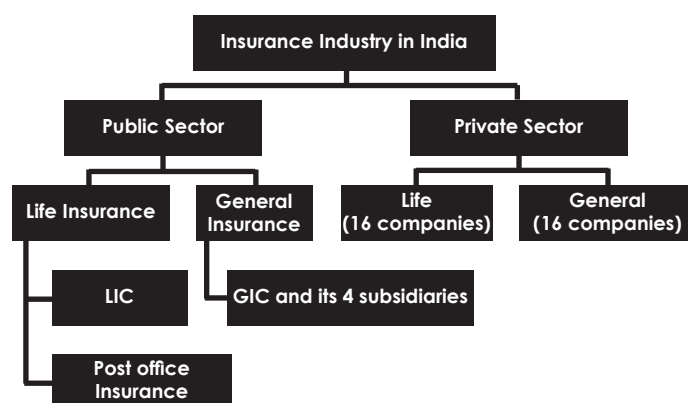 Insurance Industry in India
Public Sector
Private Sector
Life Insurance
General
Insurance
Life
(16 companies)
General
(16 companies)
LIC
GIC and its 4 subsidiaries
Post office
Insurance